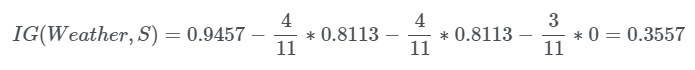 IG(Weather, S) = 0.9457 − 4/11 ∗ 0.8113 − 4/11 ∗ 0.8113 − 3/11 ∗ 0 = 0.3557